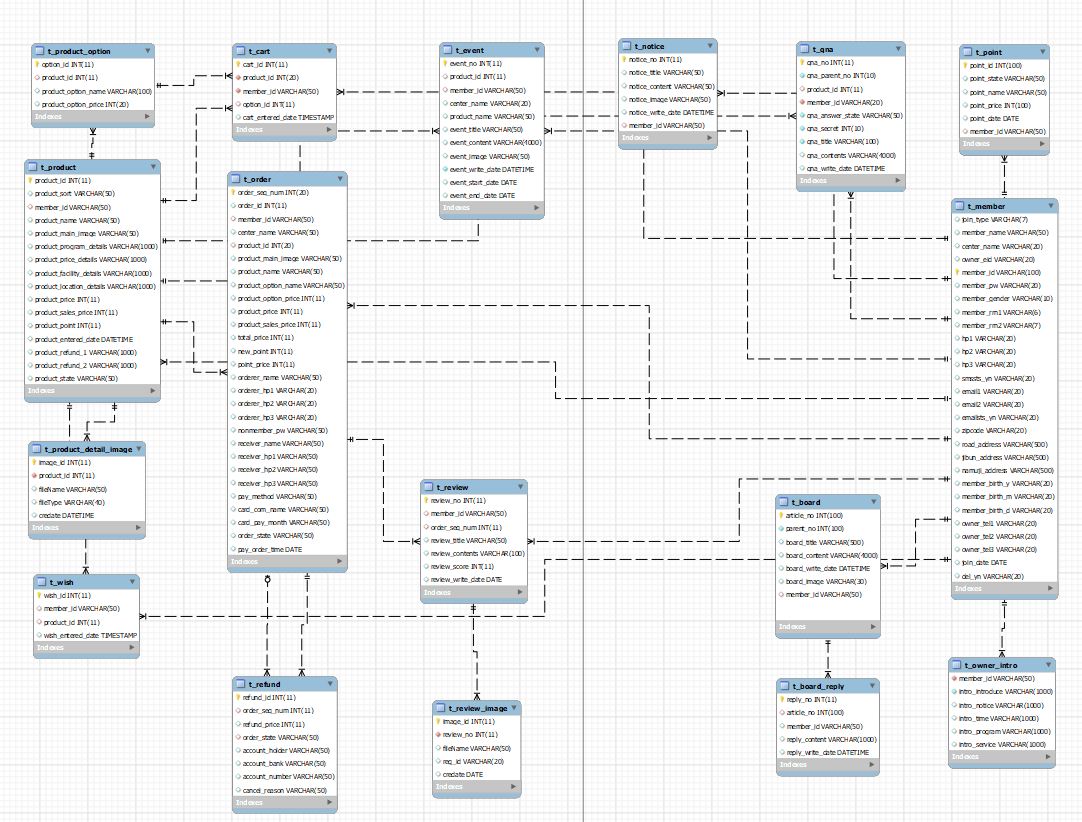 t_product_option
option_id INT(11)
product_id INT(11)
product_option_name VARCHAR(100)
product_option_price INT(20)
Indexes
t_cart
cart_id INT(11)
product_id INT(20)
member_id VARCHAR(50)
option_id INT(11)
cart_entered_date TIMESTAMP
Indexes
t_event
event_no INT(11)
product_id INT(11)
member_id VARCHAR(50)
center_name VARCHAR(20)
product_name VARCHAR(50)
event_title VARCHAR(50)
event_content VARCHAR(4000)
event_image VARCHAR(50)
event_write_date DATETIME
event_start_date DATE
event_end_date DATE
Indexes
t_notice
notice_no INT(11)
notice_title VARCHAR(50)
notice_content VARCHAR(50)
notice_image VARCHAR(50)
notice_write_date DATETIME
member_id VARCHAR(50)
Indexes
t_qna
qna_no INT(11)
qna_parent_no INT(10)
product_id INT(11)
member_id VARCHAR(20)
qna_answer_state VARCHAR(50)
qna_secret INT(10)
qna_title VARCHAR(100)
qna_contents VARCHAR(4000)
qna_write_date DATETIME
Indexes
t_point
point_id INT(100)
point_state VARCHAR(50)
point_name VARCHAR(50)
point_price INT(100)
point_date DATE
member_id VARCHAR(50)
Indexes
t_product
product_id INT(11)
product_sort VARCHAR(50)
member_id VARCHAR(50)
product_name VARCHAR(50)
product_main_image VARCHAR(50)
product_program_details VARCHAR(1000)
product_price_details VARCHAR(1000)
product_facility_details VARCHAR(1000)
product_location_details VARCHAR(1000)
product_price INT(11)
product_sales_price INT(11)
product_point INT(11)
product_entered_date DATETIME
product_refund_1 VARCHAR(1000)
product_refund_2 VARCHAR(1000)
product_state VARCHAR(50)
Indexes
t_order
order_seq_num INT(20)
order_id INT(11)
member_id VARCHAR(50)
center_name VARCHAR(50)
product_id INT(20)
product_main_image VARCHAR(50)
product_name VARCHAR(50)
product_option_name VARCHAR(50)
product_option_price INT(11)
product_price INT(11)
product_sales_price INT(11)
total_price INT(11)
new_point INT(11)
point_price INT(11)
orderer_name VARCHAR(50)
orderer_hp1 VARCHAR(20)
orderer_hp2 VARCHAR(20)
orderer_hp3 VARCHAR(20)
nonmember_pw VARCHAR(50)
receiver_name VARCHAR(50)
receiver_hp1 VARCHAR(50)
receiver_hp2 VARCHAR(50)
receiver_hp3 VARCHAR(50)
pay_method VARCHAR(50)
card_com_name VARCHAR(50)
card_pay_month VARCHAR(50)
order_state VARCHAR(50)
pay_order_time DATE
Indexes
t_member
join_type VARCHAR(7)
member_name VARCHAR(50)
center_name VARCHAR(20)
owner_eid VARCHAR(20)
member_id VARCHAR(100)
member_pw VARCHAR(20)
member_gender VARCHAR(10)
member_rrn1 VARCHAR(6)
member_rrn2 VARCHAR(7)
hp1 VARCHAR(20)
hp2 VARCHAR(20)
hp3 VARCHAR(20)
smssts_yn VARCHAR(20)
email1 VARCHAR(20)
email2 VARCHAR(20)
emailsts_yn VARCHAR(20)
zipcode VARCHAR(20)
road_address VARCHAR(500)
jibun_address VARCHAR(500)
namuji_address VARCHAR(500)
member_birth_y VARCHAR(20)
member_birth_m VARCHAR(20)
member_birth_d VARCHAR(20)
owner_tel1 VARCHAR(20)
owner_tel2 VARCHAR(20)
owner_tel3 VARCHAR(20)
join_date DATE
del_yn VARCHAR(20)
Indexes
t_product_detail_image
image_id INT(11)
product_id INT(11)
fileName VARCHAR(50)
fileType VARCHAR(40)
credate DATETIME
Indexes
t_review
review_no INT(11)
member_id VARCHAR(50)
order_seq_num INT(11)
review_title VARCHAR(50)
review_contents VARCHAR(100)
review_score INT(11)
review_write_date DATE
Indexes
t_board
article_no INT(100)
parent_no INT(100)
board_title VARCHAR(500)
board_content VARCHAR(4000)
board_write_date DATETIME
board_image VARCHAR(30)
member_id VARCHAR(50)
Indexes
t_wish
wish_id INT(11)
member_id VARCHAR(50)
product_id INT(11)
wish_entered_date TIMESTAMP
Indexes
t_refund
refund_id INT(11)
order_seq_num INT(11)
refund_price INT(11)
order_state VARCHAR(50)
account_holder VARCHAR(50)
account_bank VARCHAR(50)
account_number VARCHAR(50)
cancel_reason VARCHAR(50)
Indexes
t_review_image
image_id INT(11)
review_no INT(11)
fileName VARCHAR(50)
reg_id VARCHAR(20)
credate DATE
Indexes
t_board_reply
reply_no INT(11)
article_no INT(100)
member_id VARCHAR(50)
reply_content VARCHAR(1000)
reply_write_date DATETIME
Indexes
t_owner_intro
member_id VARCHAR(50)
intro_introduce VARCHAR(1000)
intro_notice VARCHAR(1000)
intro_time VARCHAR(1000)
intro_program VARCHAR(1000)
intro_service VARCHAR(1000)
Indexes